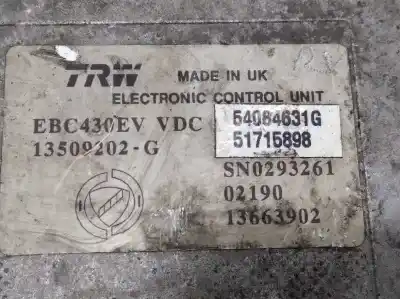 TRW MADE IN UK
ELECTRONIC CONTROL UNIT
EBC430EV VDC 54084631G
13509202-G 51715898
SN0293261
02190
13663902